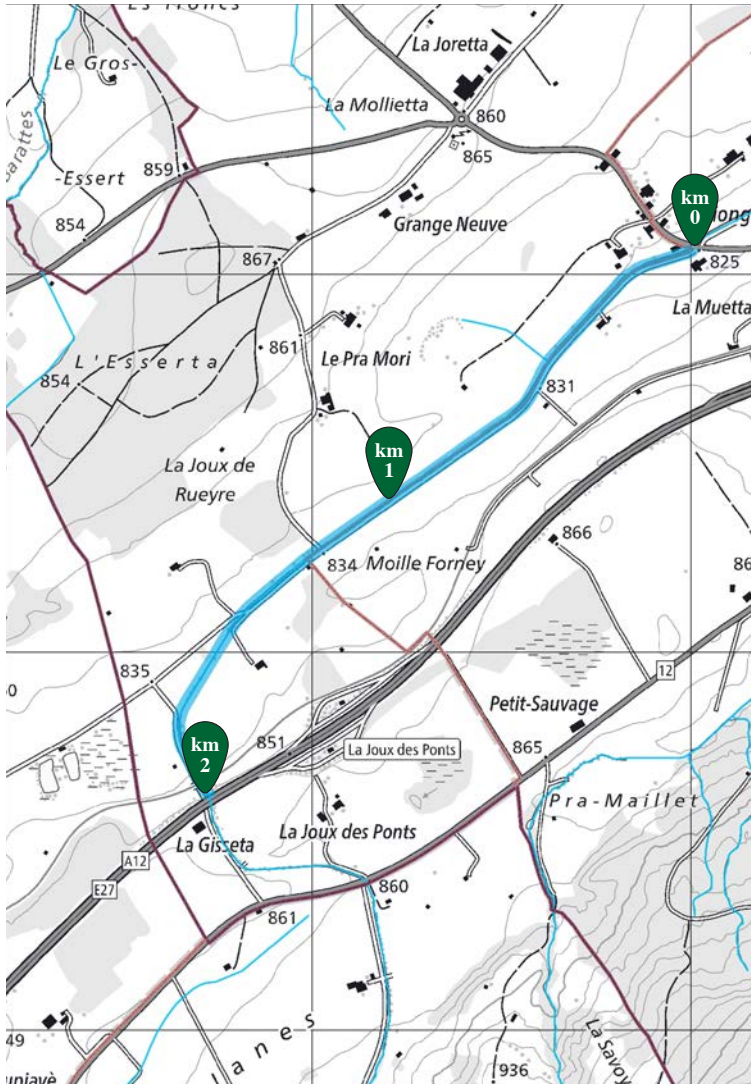 La Joretta
Le Gros-
La Mollietta
860
865
859
-Essert
854
Grange Neuve
km
0
825
867
La Muetta
861
L'Esserta
Le Pra Mori
854
831
km
1
La Joux de
Rueyre
866
834
Moille Forney
835
12
Petit-Sauvage
km
2
851
La Joux des Ponts
865
Pra-Maillet
La Gisseta
La Joux des Ponts
A12
E27
860
861
936